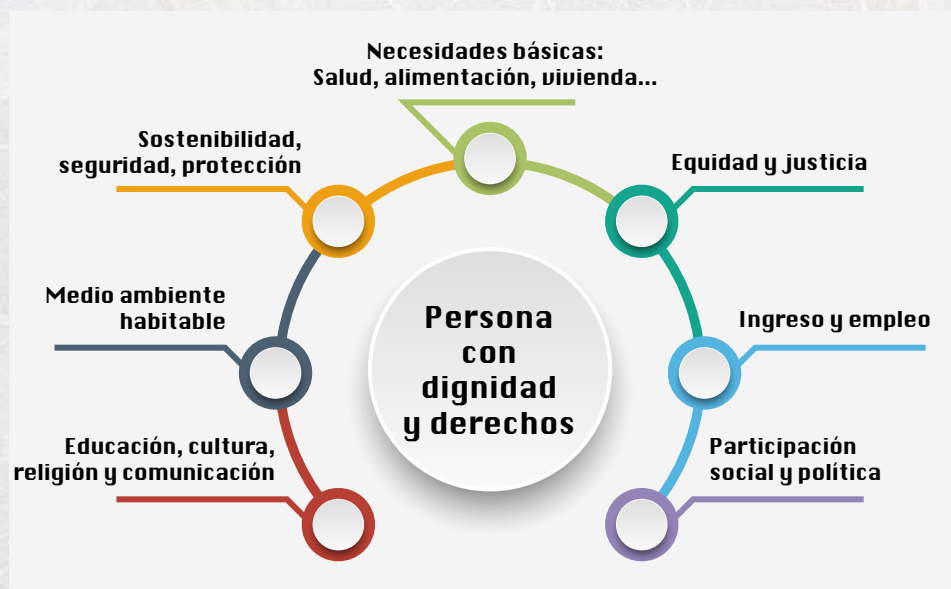 Necesidades básicas:
Salud, alimentación, vivienda...
Sostenibilidad,
seguridad, protección
Equidad y justicia
Medio ambiente
habitable
Persona
con
dignidad
y derechos
Ingreso y empleo
Educación, cultura,
religión y comunicación
Participación
social y política